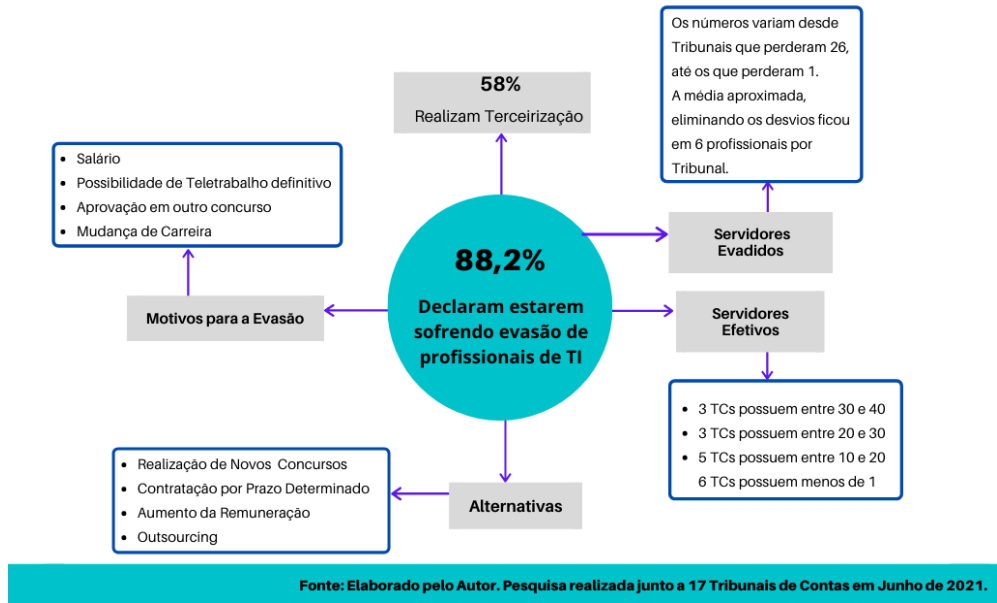 58%
Realizam Terceirização
Os números variam desde
Tribunais que perderam 26,
até os que perderam 1.
A média aproximada,
eliminando os desvios ficou
em 6 profissionais por
Tribunal.
• Salário
• Possibilidade de Teletrabalho definitivo
• Aprovação em outro concurso
• Mudança de Carreira
Servidores
Evadidos
88,2%
Declaram estarem
sofrendo evasão de
profissionais de TI
Motivos para a Evasão
Servidores
Efetivos
• 3 TCs possuem entre 30 e 40
• 3 TCs possuem entre 20 e 30
• 5 TCs possuem entre 10 e 20
6 TCs possuem menos de 1
• Realização de Novos Concursos
• Contratação por Prazo Determinado
• Aumento da Remuneração
• Outsourcing
Alternativas
Fonte: Elaborado pelo Autor. Pesquisa realizada junto a 17 Tribunais de Contas em Junho de 2021.